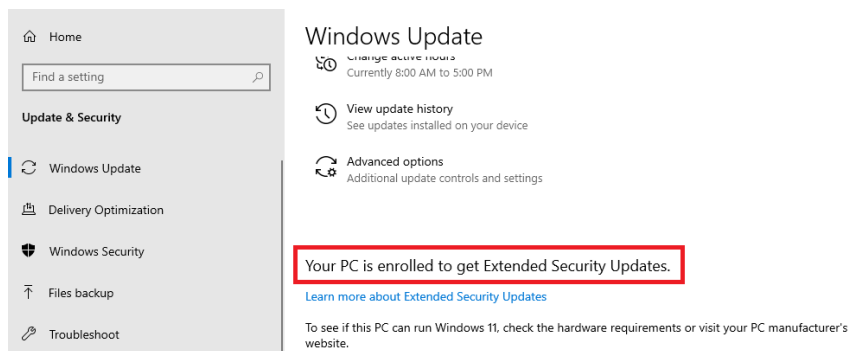 Home
Find a setting
Update & Security
Windows Update
Delivery Optimization
Windows Security
Files backup
Troubleshoot
Windows Update
Change active hours
Currently 8:00 AM to 5:00 PM
View update history
See updates installed on your device
Advanced options
Additional update controls and settings
Your PC is enrolled to get Extended Security Updates.
Learn more about Extended Security Updates
To see if this PC can run Windows 11, check the hardware requirements or visit your PC manufacturer's
website.